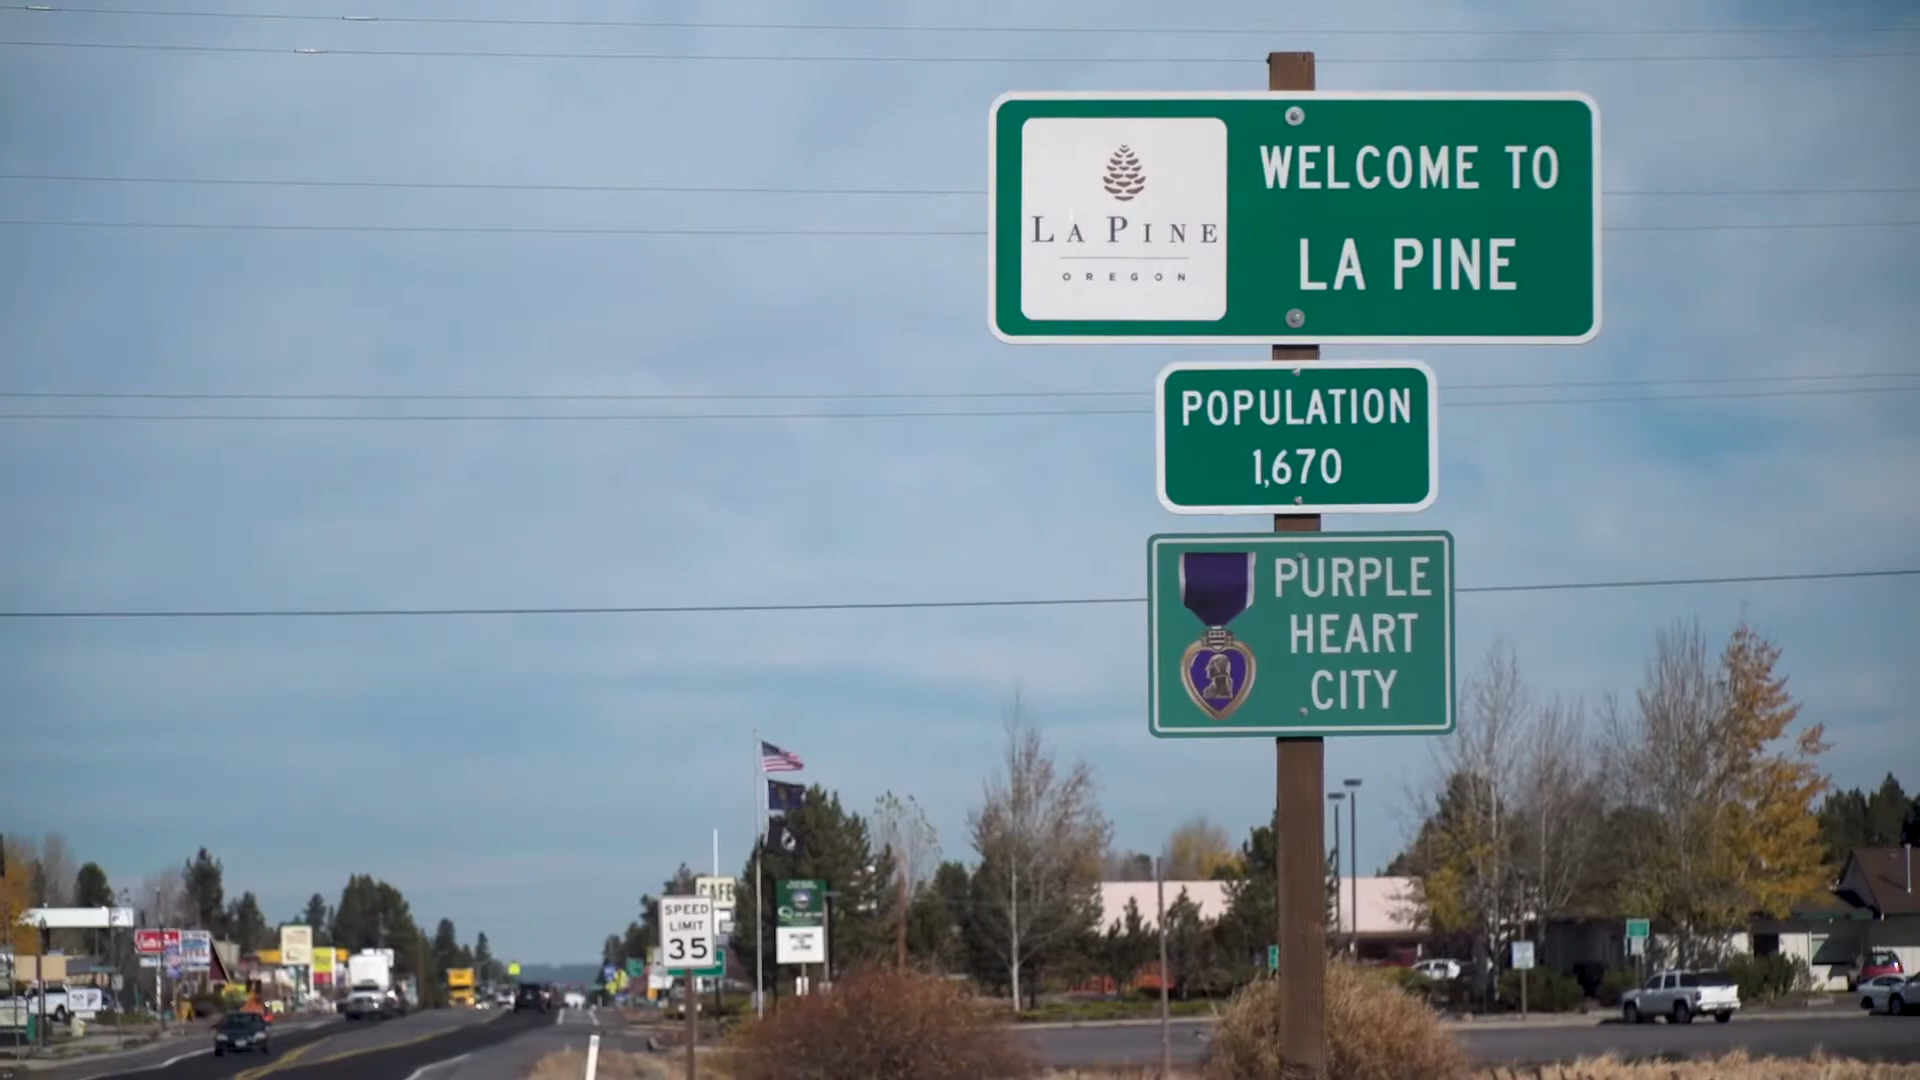 WELCOME TO
LA PINE
LA PINE
OREGON
POPULATION
1,670
PURPLE
HEART
CITY
CAFE
SPEED
LIMIT
35